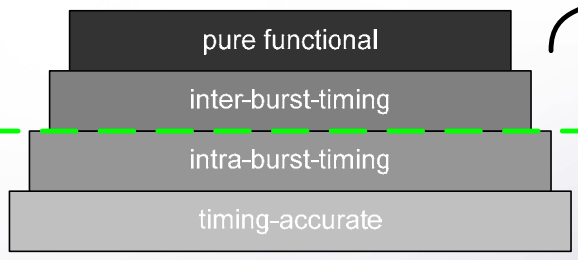 pure functional
inter-burst-timing
intra-burst-timing
timing-accurate